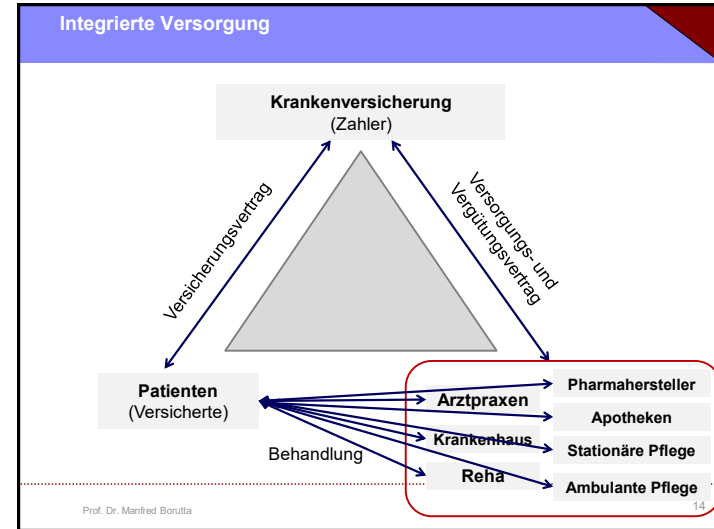 Integrierte Versorgung
Krankenversicherung
(Zahler)
Versicherungsvertrag
Versorgungs- und
Vergütungsvertrag
Patienten
(Versicherte)
Behandlung
Arztpraxen
Krankenhaus
Reha
Pharmahersteller
Apotheken
Stationäre Pflege
Ambulante Pflege
Prof. Dr. Manfred Borutta
14